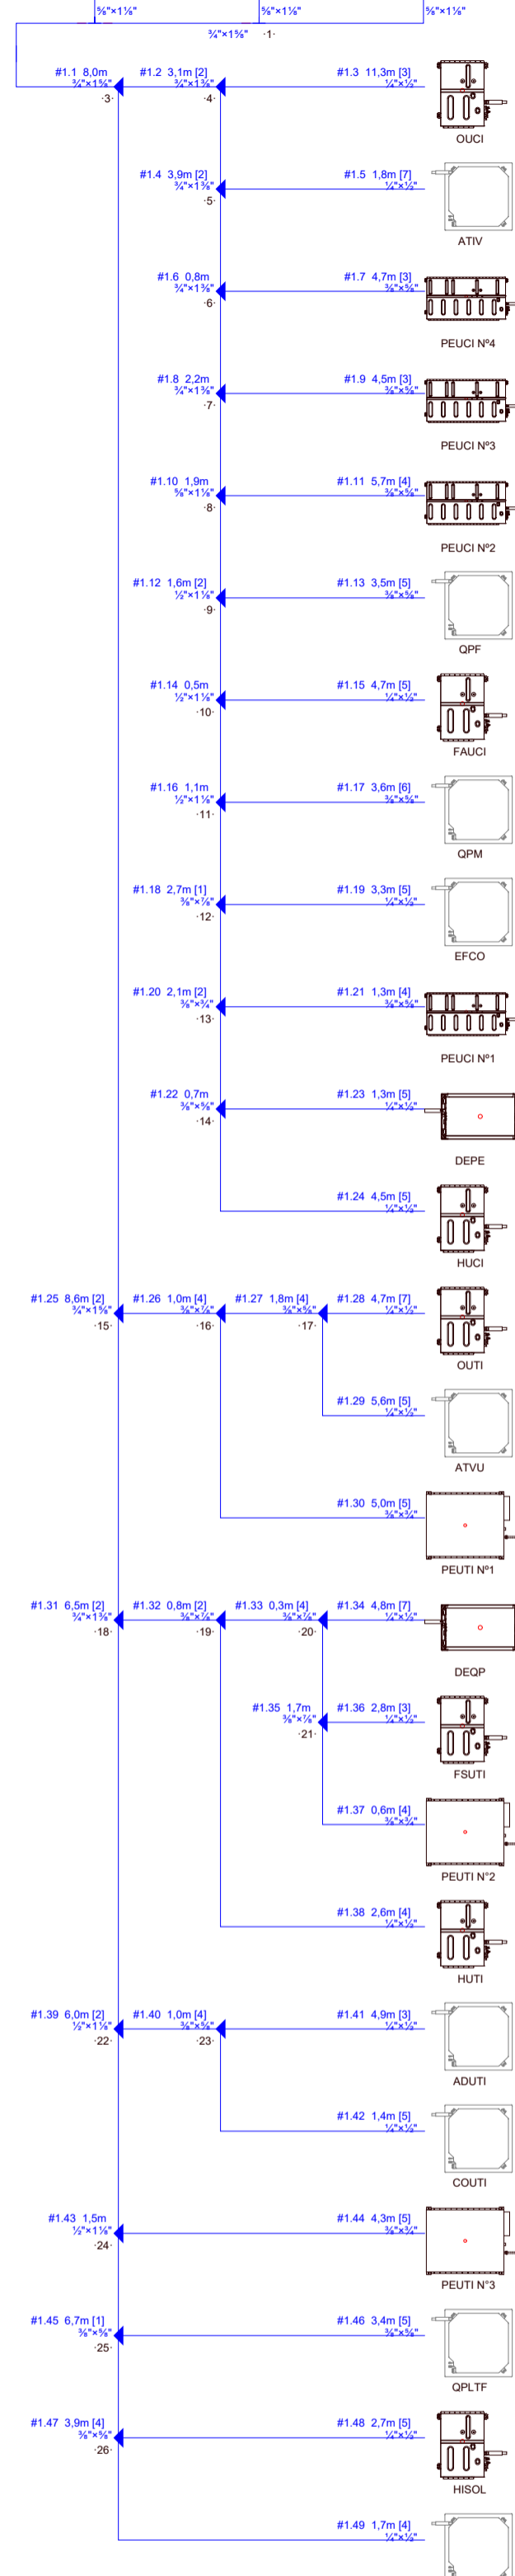 ⅝"×1⅛" ⅝"×1⅛" ⅝"×1⅛"
¾"×1⅝" ·1·
#1.1 8,0m #1.2 3,1m [2] #1.3 11,3m [3]
¾"×1⅝" ¾"×1⅜" ¼"×½"
·3· ·4·
OUCI
#1.4 3,9m [2] #1.5 1,8m [7]
¾"×1⅜" ¼"×½"
·5·
ATIV
#1.6 0,8m #1.7 4,7m [3]
¾"×1⅜" ⅜"×⅝"
·6·
PEUCI Nº4
#1.8 2,2m #1.9 4,5m [3]
¾"×1⅜" ⅜"×⅝"
·7·
PEUCI Nº3
#1.10 1,9m #1.11 5,7m [4]
⅝"×1⅛" ⅜"×⅝"
·8·
PEUCI Nº2
#1.12 1,6m [2] #1.13 3,5m [5]
½"×1⅛" ⅜"×⅝"
·9·
QPF
#1.14 0,5m #1.15 4,7m [5]
½"×1⅛" ¼"×½"
·10·
FAUCI
#1.16 1,1m #1.17 3,6m [6]
½"×1⅛" ⅜"×⅝"
·11·
QPM
#1.18 2,7m [1] #1.19 3,3m [5]
⅜"×⅞" ¼"×½"
·12·
EFCO
#1.20 2,1m [2] #1.21 1,3m [4]
⅜"×¾" ⅜"×⅝"
·13·
PEUCI Nº1
#1.22 0,7m #1.23 1,3m [5]
⅜"×⅝" ¼"×½"
·14·
DEPE
#1.24 4,5m [5]
¼"×½"
HUCI
#1.25 8,6m [2] #1.26 1,0m [4] #1.27 1,8m [4] #1.28 4,7m [7]
¾"×1⅝" ⅜"×⅞" ⅜"×⅝" ¼"×½"
·15· ·16· ·17·
OUTI
#1.29 5,6m [5]
¼"×½"
ATVU
#1.30 5,0m [5]
⅜"×¾"
PEUTI Nº1
#1.31 6,5m [2] #1.32 0,8m [2] #1.33 0,3m [4] #1.34 4,8m [7]
¾"×1⅜" ⅜"×⅞" ⅜"×⅞" ¼"×½"
·18· ·19· ·20·
DEQP
#1.35 1,7m #1.36 2,8m [3]
⅜"×⅞" ¼"×½"
·21·
FSUTI
#1.37 0,6m [4]
⅜"×¾"
PEUTI N°2
#1.38 2,6m [4]
¼"×½"
HUTI
#1.39 6,0m [2] #1.40 1,0m [4] #1.41 4,9m [3]
½"×1⅛" ⅜"×⅝" ¼"×½"
·22· ·23·
ADUTI
#1.42 1,4m [5]
¼"×½"
COUTI
#1.43 1,5m #1.44 4,3m [5]
½"×1⅛" ⅜"×¾"
·24·
PEUTI N°3
#1.45 6,7m [1] #1.46 3,4m [5]
⅜"×⅝" ⅜"×⅝"
·25·
QPLTF
#1.47 3,9m [4] #1.48 2,7m [5]
⅜"×⅝" ¼"×½"
·26·
HISOL
#1.49 1,7m [4]
¼"×½"